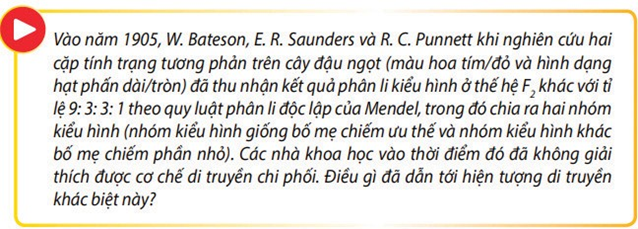 Vào năm 1905, W. Bateson, E. R. Saunders và R. C. Punnett khi nghiên cứu hai
cặp tính trạng tương phản trên cây đậu ngọt (màu hoa tím/đỏ và hình dạng
hạt phấn dài/tròn) đã thu nhận kết quả phân li kiểu hình ở thế hệ F2 khác với tỉ
lệ 9: 3: 3: 1 theo quy luật phân li độc lập của Mendel, trong đó chia ra hai nhóm
kiểu hình (nhóm kiểu hình giống bố mẹ chiếm ưu thế và nhóm kiểu hình khác
bố mẹ chiếm phần nhỏ). Các nhà khoa học vào thời điểm đó đã không giải
thích được cơ chế di truyền chi phối. Điều gì đã dẫn tới hiện tượng di truyền
khác biệt này?